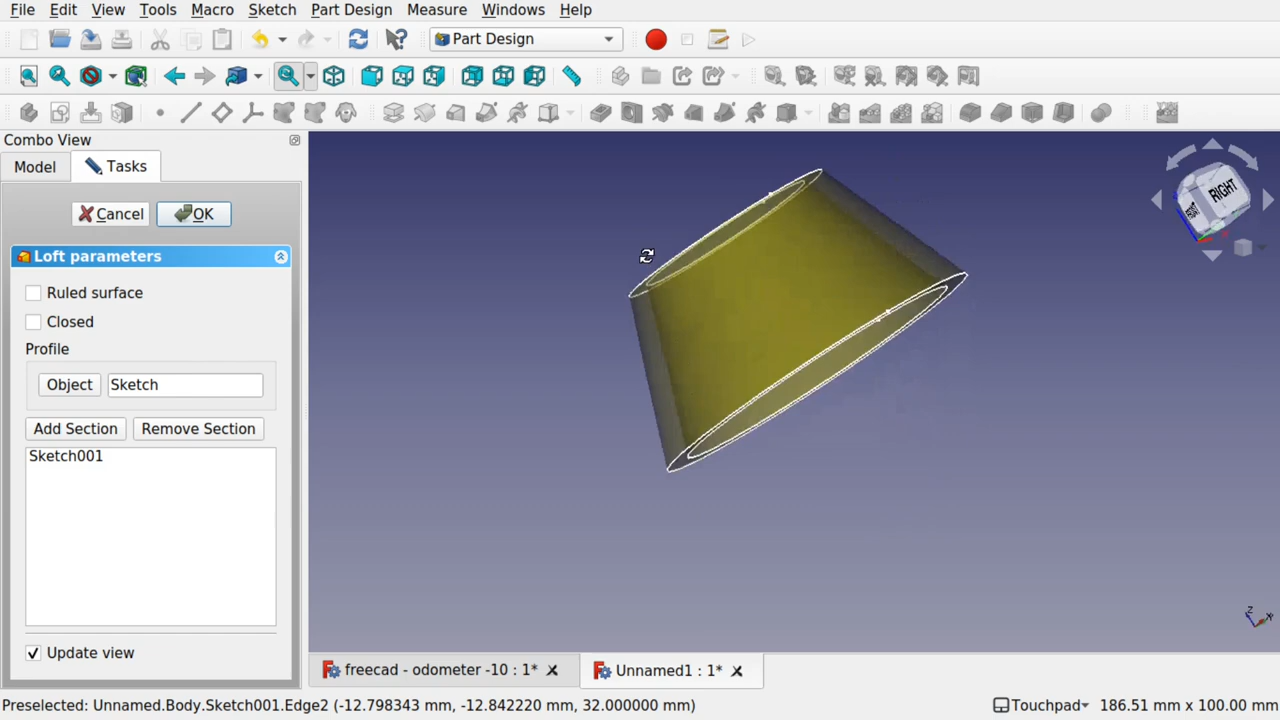 File Edit View Tools Macro Sketch Part Design Measure Windows Help
Part Design
Combo View
Model Tasks
Cancel OK
Loft parameters
Ruled surface
Closed
Profile
Object Sketch
Add Section Remove Section
Sketch001
Update view
RIGHT
FRONT
Z X
freecad - odometer -10 : 1* Unnamed1 : 1*
Preselected: Unnamed.Body.Sketch001.Edge2 (-12.798343 mm, -12.842220 mm, 32.000000 mm) Touchpad 186.51 mm x 100.00 mm